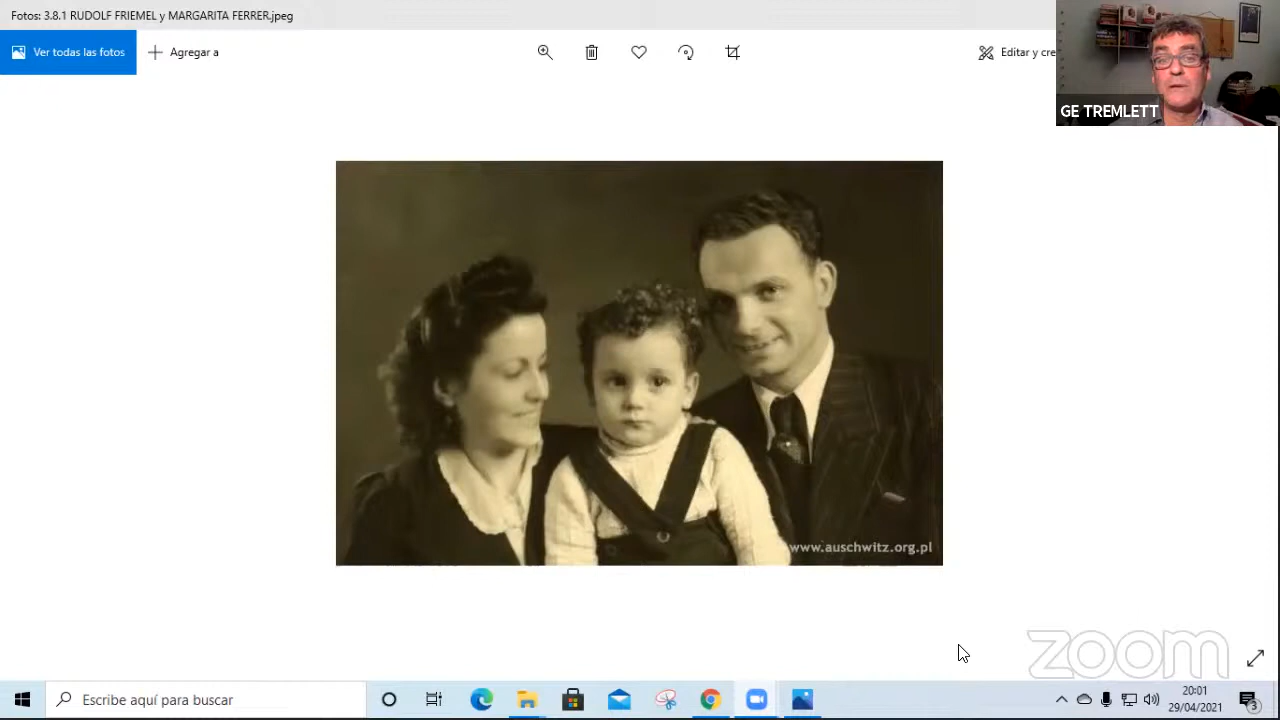 Fotos: 3.8.1 RUDOLF FRIEMEL y MARGARITA FERRER.jpeg
Ver todas las fotos
Agregar a
Editar y cre
GE TREMLETT
www.auschwitz.org.pl
zoom
Escribe aquí para buscar
20:01
29/04/2021
3